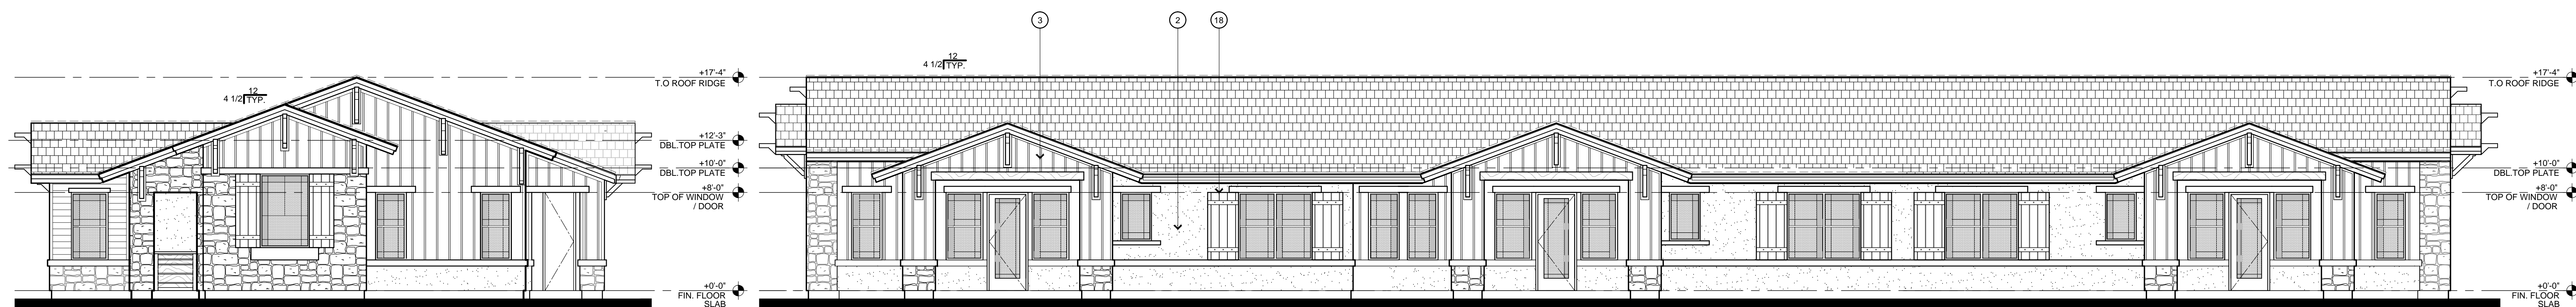 3
2
18
12
4 1/2 TYP.
+17'-4"
T.O ROOF RIDGE
12
4 1/2 TYP.
+12'-3"
DBL.TOP PLATE
+10'-0"
DBL.TOP PLATE
+8'-0"
TOP OF WINDOW
/ DOOR
+0'-0"
FIN. FLOOR
SLAB
+17'-4"
T.O ROOF RIDGE
+10'-0"
DBL.TOP PLATE
+8'-0"
TOP OF WINDOW
/ DOOR
+0'-0"
FIN. FLOOR
SLAB